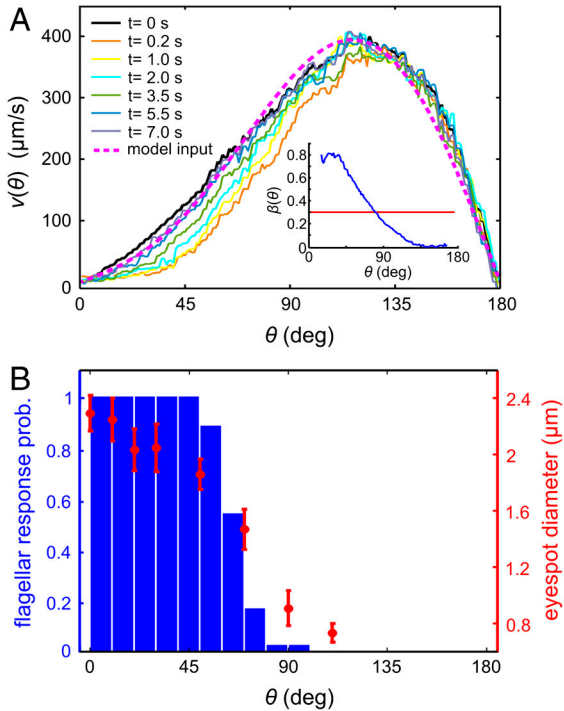 A
t= 0 s
t= 0.2 s
t= 1.0 s
t= 2.0 s
t= 3.5 s
t= 5.5 s
t= 7.0 s
model input
v(θ) (μm/s)
400
300
200
100
0
0 45 90 135 180
θ (deg)
β(θ)
0.8
0.6
0.4
0.2
0
0 45 90 135 180
θ (deg)
B
flagellar response prob.
1
0.8
0.6
0.4
0.2
0
eyespot diameter (μm)
2.4
2
1.6
1.2
0.8
0 45 90 135 180
θ (deg)